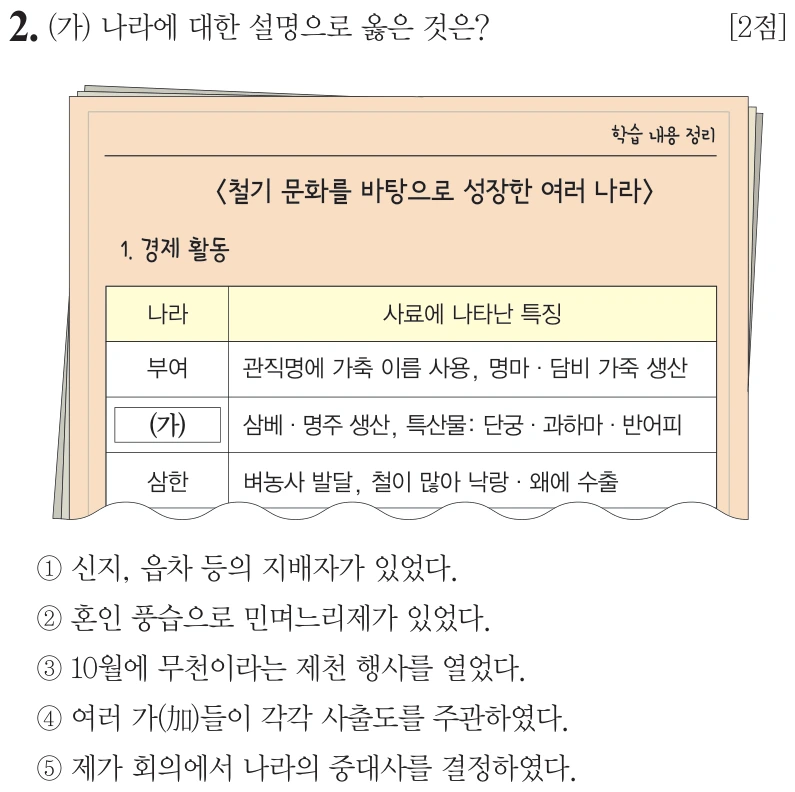 2. (가) 나라에 대한 설명으로 옳은 것은? [2점]
학습 내용 정리
<철기 문화를 바탕으로 성장한 여러 나라>
1. 경제 활동
나라 사료에 나타난 특징
부여 관직명에 가축 이름 사용, 명마 · 담비 가죽 생산
(가) 삼베 · 명주 생산, 특산물: 단궁 · 과하마 · 반어피
삼한 벼농사 발달, 철이 많아 낙랑 · 왜에 수출
① 신지, 읍차 등의 지배자가 있었다.
② 혼인 풍습으로 민며느리제가 있었다.
③ 10월에 무천이라는 제천 행사를 열었다.
④ 여러 가(加)들이 각각 사출도를 주관하였다.
⑤ 제가 회의에서 나라의 중대사를 결정하였다.